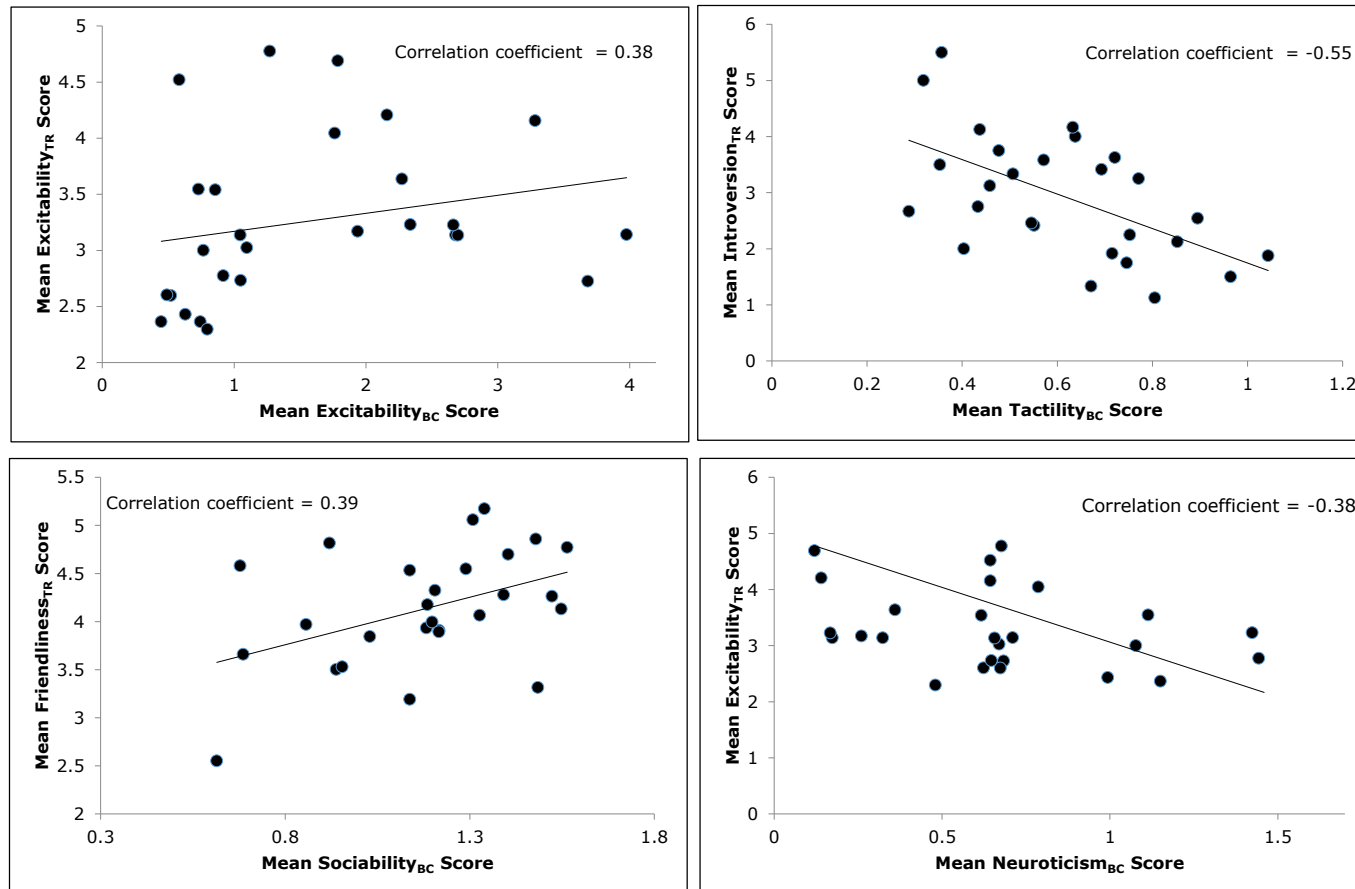 Correlation coefficient = 0.38
Mean Excitability_TR Score
5
4.5
4
3.5
3
2.5
2
0 1 2 3 4
Mean Excitability_BC Score
Correlation coefficient = -0.55
Mean Introversion_TR Score
6
5
4
3
2
1
0
0 0.2 0.4 0.6 0.8 1 1.2
Mean Tactility_BC Score
Correlation coefficient = 0.39
Mean Friendliness_TR Score
5.5
5
4.5
4
3.5
3
2.5
2
0.3 0.8 1.3 1.8
Mean Sociability_BC Score
Correlation coefficient = -0.38
Mean Excitability_TR Score
6
5
4
3
2
1
0
0 0.5 1 1.5
Mean Neuroticism_BC Score